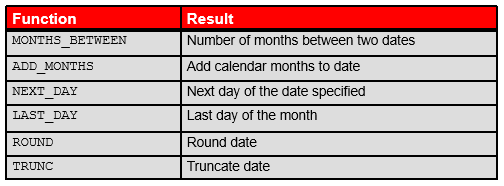 Function Result
MONTHS_BETWEEN Number of months between two dates
ADD_MONTHS Add calendar months to date
NEXT_DAY Next day of the date specified
LAST_DAY Last day of the month
ROUND Round date
TRUNC Truncate date